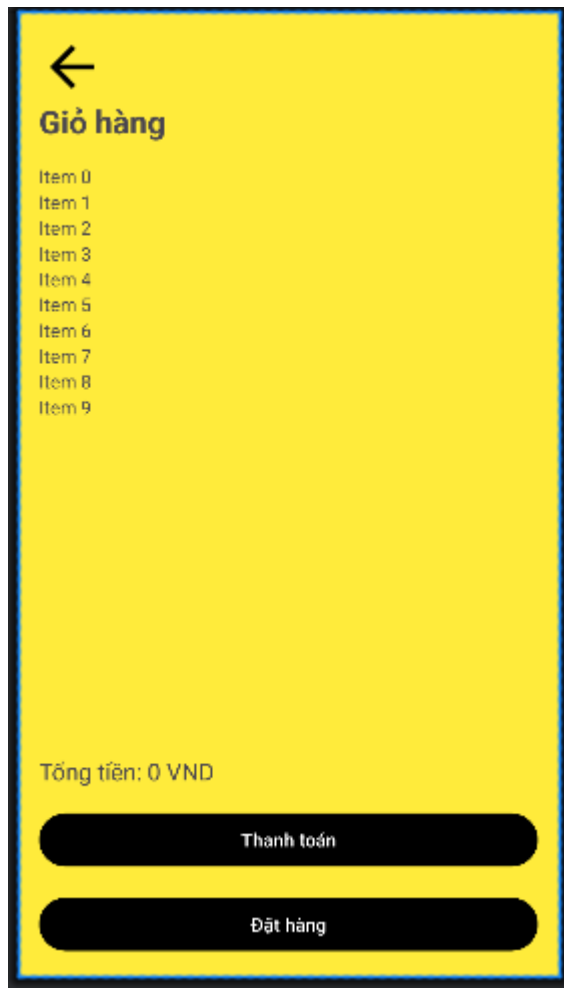 Giỏ hàng
Item 0
Item 1
Item 2
Item 3
Item 4
Item 5
Item 6
Item 7
Item 8
Item 9
Tổng tiền: 0 VND
Thanh toán
Đặt hàng